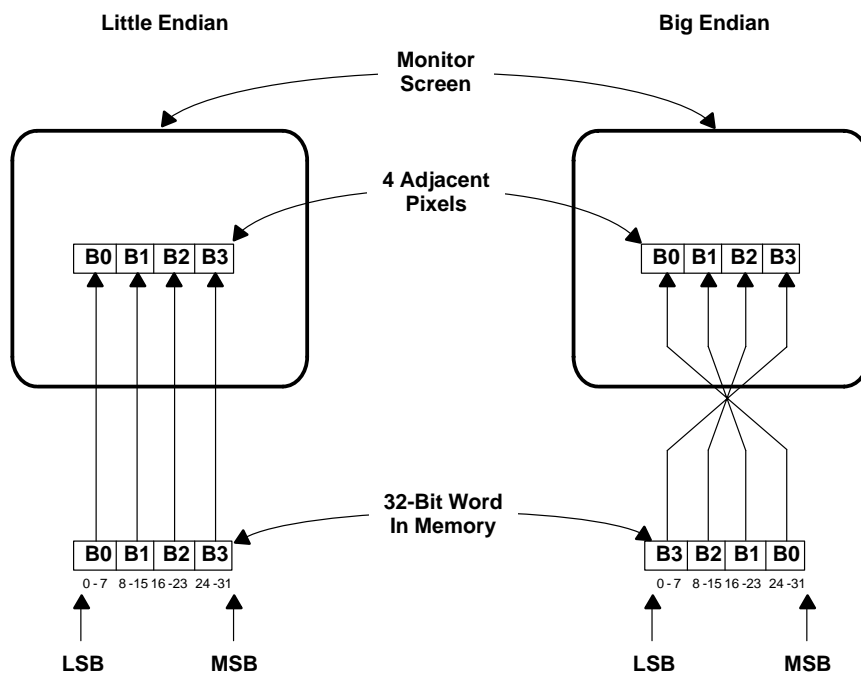 Little Endian
Big Endian
Monitor
Screen
4 Adjacent
Pixels
B0 B1 B2 B3
B0 B1 B2 B3
32-Bit Word
In Memory
B0 B1 B2 B3
0 - 7 8 -15 16 -23 24 -31
LSB MSB
B3 B2 B1 B0
0 - 7 8 -15 16 -23 24 -31
LSB MSB